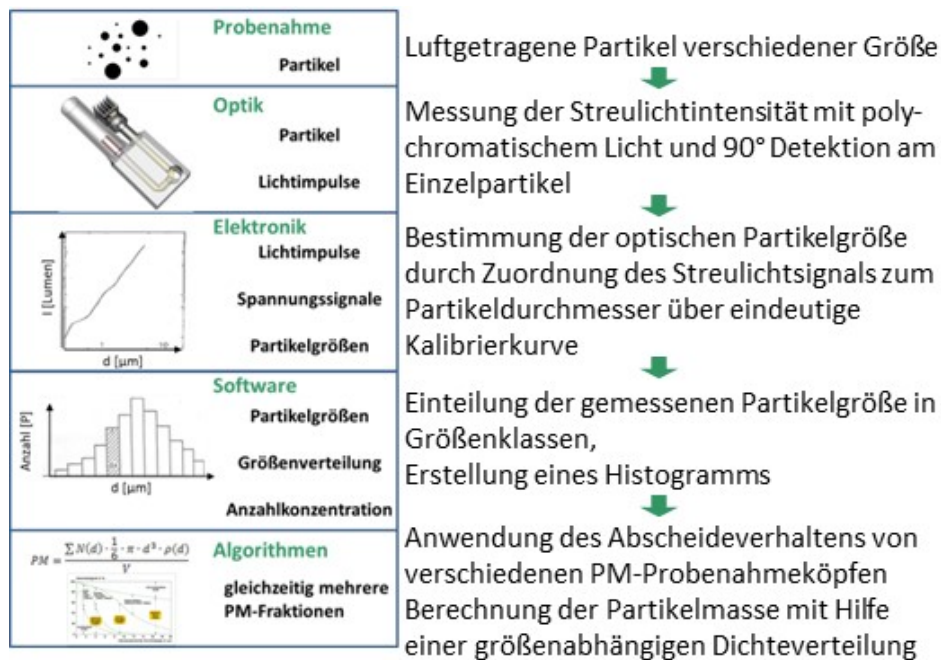 Probenahme
Partikel
Luftgetragene Partikel verschiedener Größe
Optik
Partikel
Lichtimpulse
Messung der Streulichtintensität mit poly-
chromatischem Licht und 90° Detektion am
Einzelpartikel
Elektronik
Lichtimpulse
Spannungssignale
Partikelgrößen
I [Lumen]
1
10
d [µm]
Bestimmung der optischen Partikelgröße
durch Zuordnung des Streulichtsignals zum
Partikeldurchmesser über eindeutige
Kalibrierkurve
Software
Partikelgrößen
Größenverteilung
Anzahlkonzentration
Anzahl [P]
d [µm]
Einteilung der gemessenen Partikelgröße in
Größenklassen,
Erstellung eines Histogramms
Algorithmen
PM = ∑ N(d) · 1/6 · π · d³ · ρ(d) / V
gleichzeitig mehrere
PM-Fraktionen
Anwendung des Abscheideverhaltens von
verschiedenen PM-Probenahmeköpfen
Berechnung der Partikelmasse mit Hilfe
einer größenabhängigen Dichteverteilung